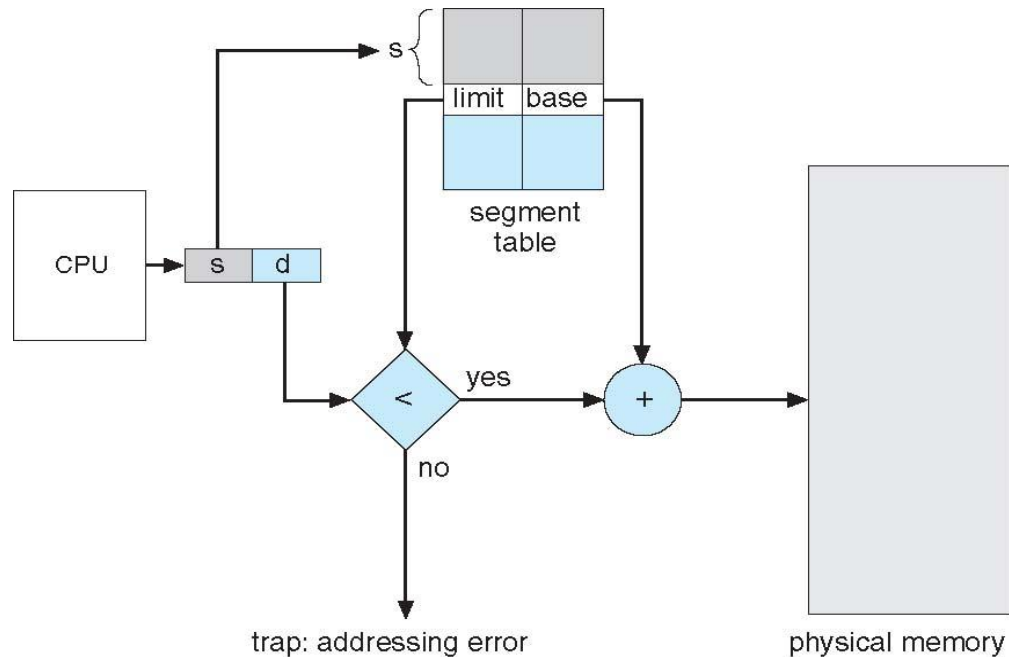 s
limit base
segment
table
CPU
s d
<
yes
+
no
trap: addressing error
physical memory